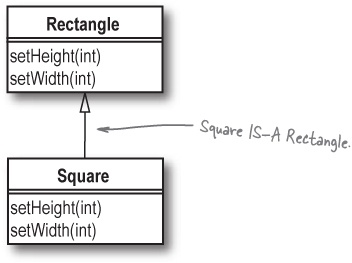 Rectangle
setHeight(int)
setWidth(int)
Square IS-A Rectangle.
Square
setHeight(int)
setWidth(int)